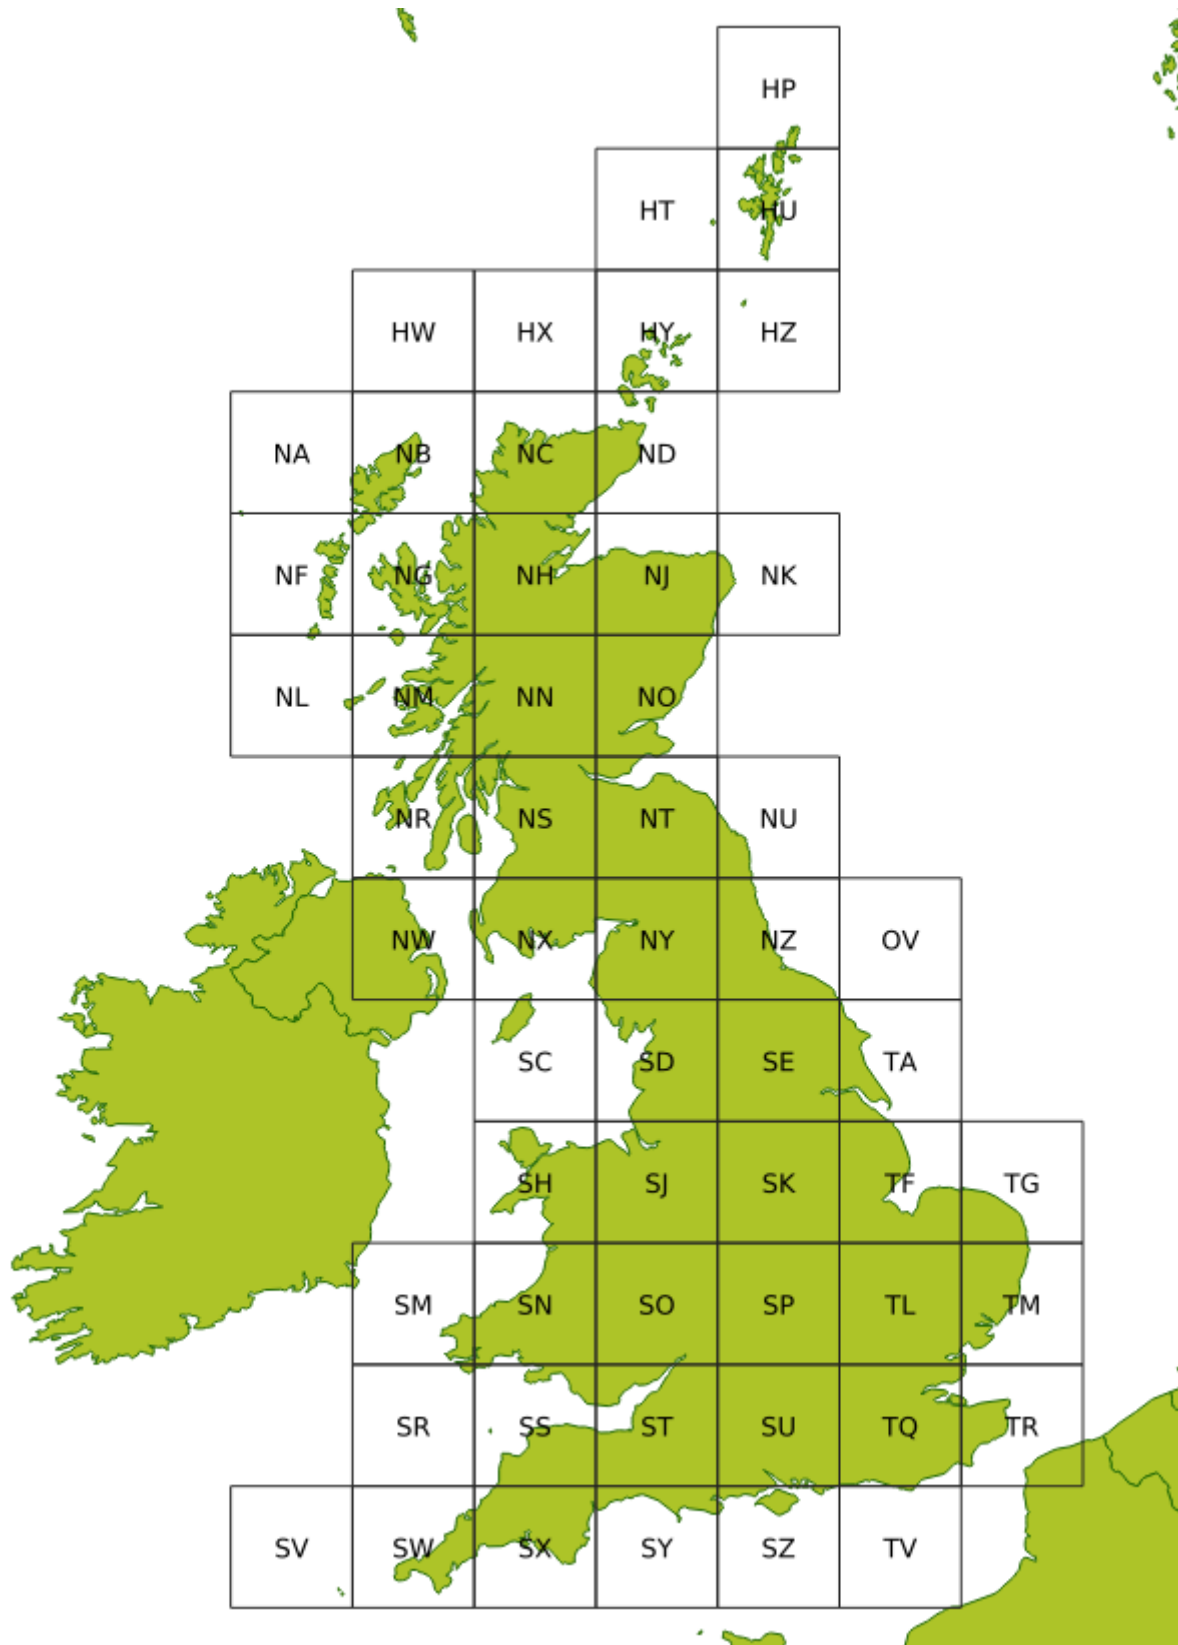 HP
HT HU
HW HX HY HZ
NA NB NC ND
NF NG NH NJ NK
NL NM NN NO
NR NS NT NU
NW NX NY NZ OV
SC SD SE TA
SH SJ SK TF TG
SM SN SO SP TL TM
SR SS ST SU TQ TR
SV SW SX SY SZ TV